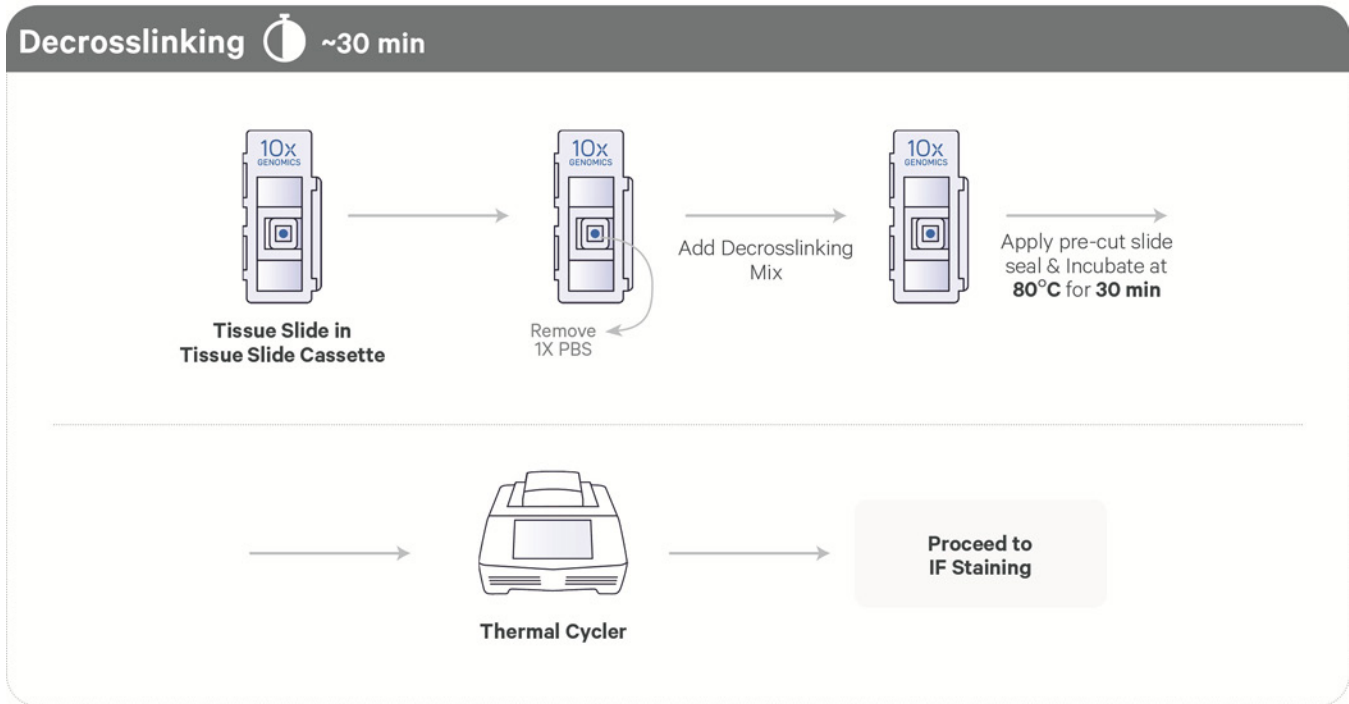 Decrosslinking ~30 min
10x
GENOMICS
10x
GENOMICS
10x
GENOMICS
Tissue Slide in
Tissue Slide Cassette
Remove
1X PBS
Add Decrosslinking
Mix
Apply pre-cut slide
seal & Incubate at
80°C for 30 min
Thermal Cycler
Proceed to
IF Staining